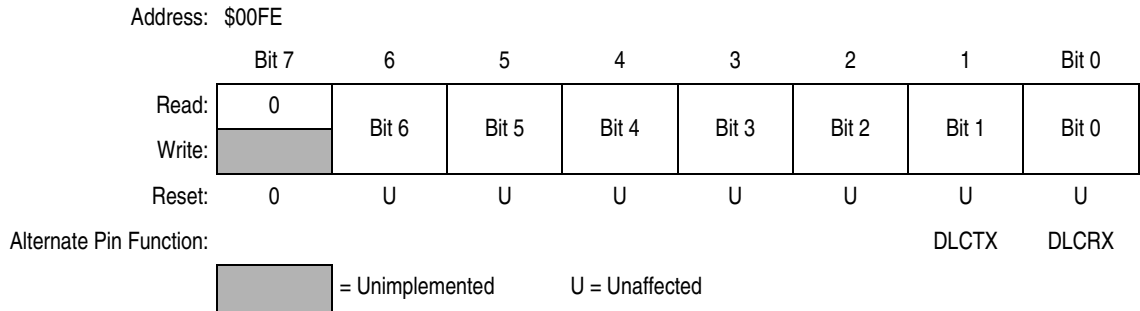 Address: $00FE
Bit 7 6 5 4 3 2 1 Bit 0
Read: 0 Bit 6 Bit 5 Bit 4 Bit 3 Bit 2 Bit 1 Bit 0
Write:
Reset: 0 U U U U U U U
Alternate Pin Function: DLCTX DLCRX
= Unimplemented U = Unaffected